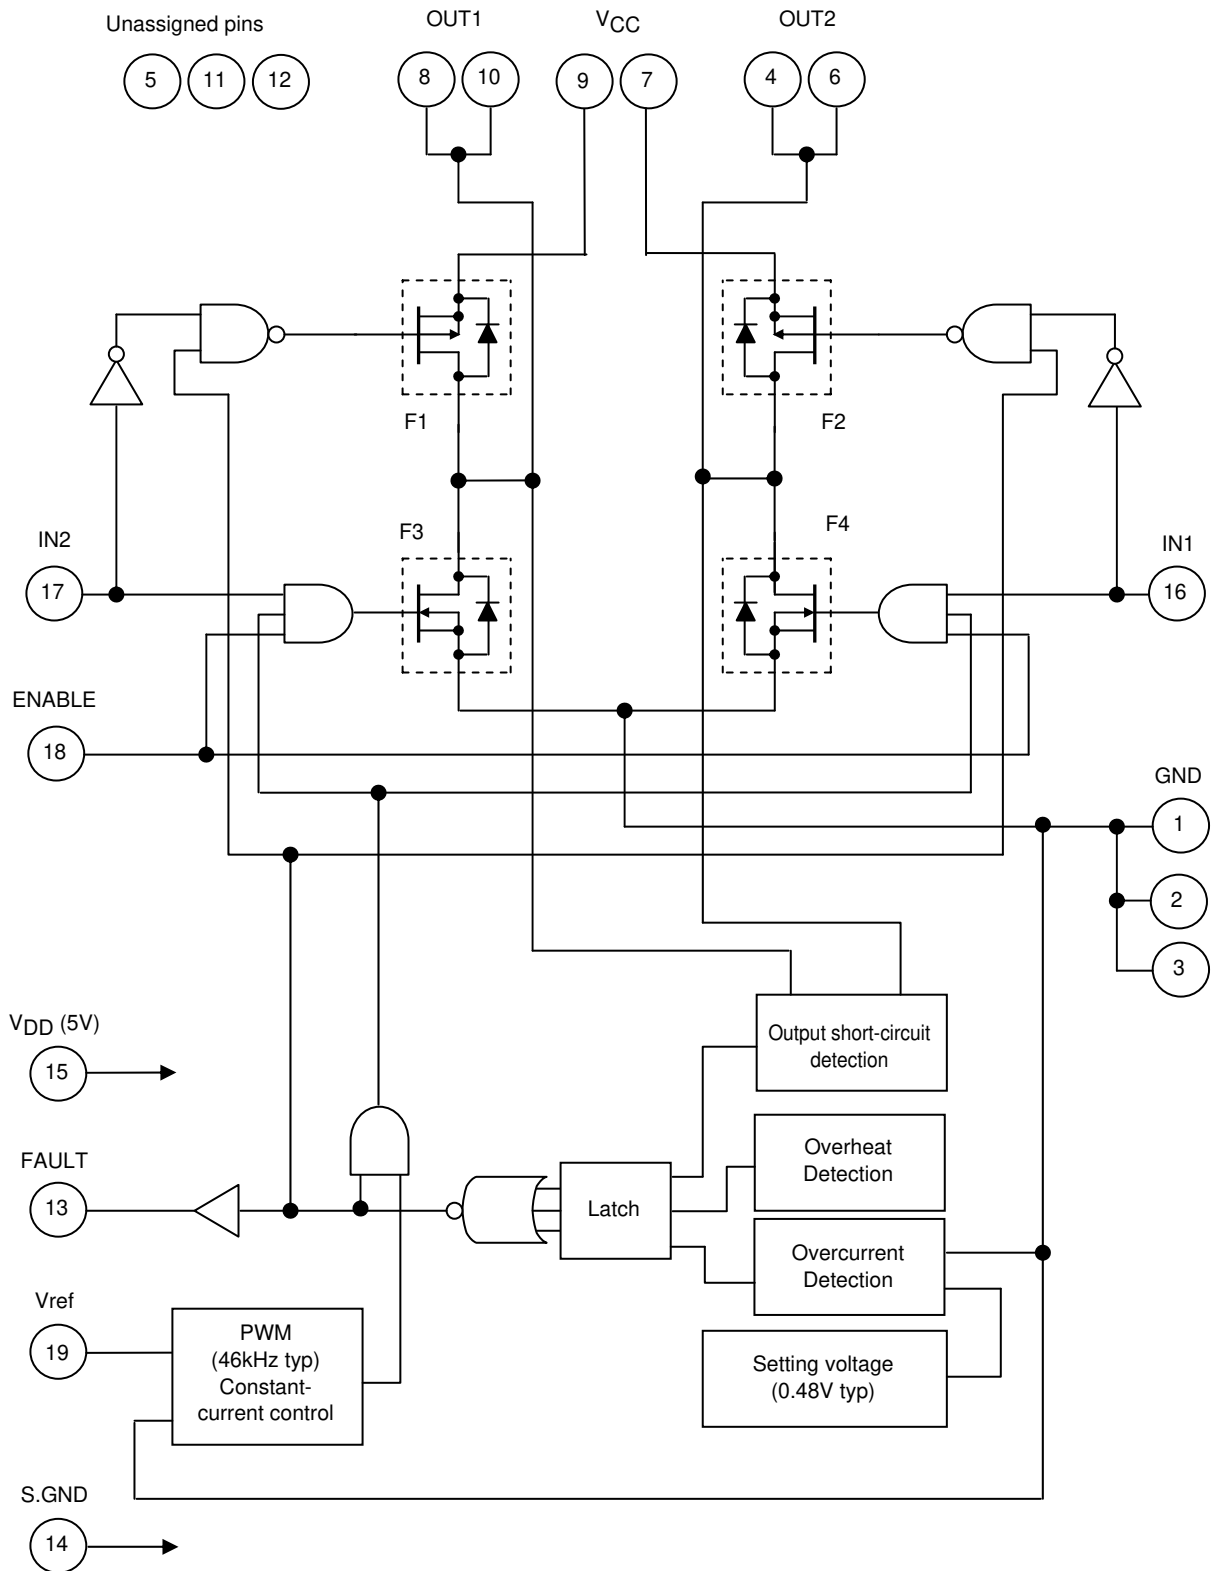 Unassigned pins
OUT1
VCC
OUT2
5
11
12
8
10
9
7
4
6
F1
F2
F3
F4
IN2
17
IN1
16
ENABLE
18
GND
1
2
3
VDD (5V)
15
Output short-circuit
detection
Overheat
Detection
FAULT
13
Latch
Overcurrent
Detection
Vref
19
PWM
(46kHz typ)
Constant-
current control
Setting voltage
(0.48V typ)
S.GND
14